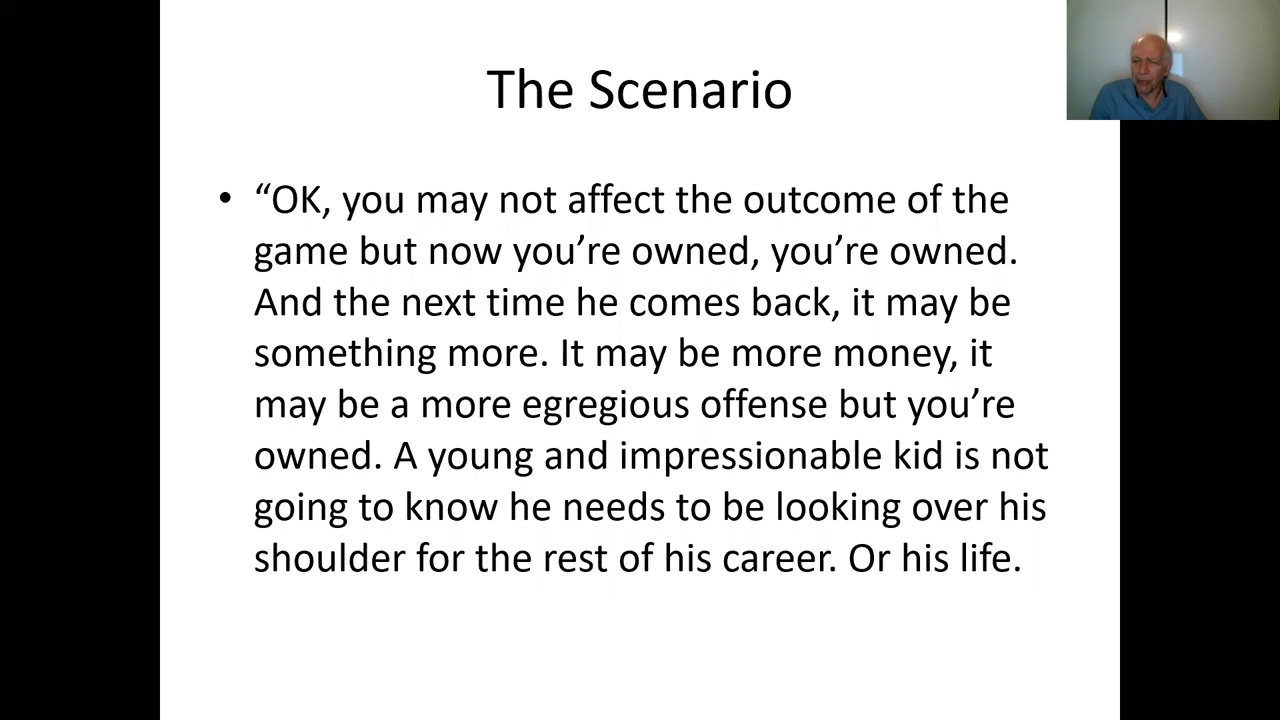 The Scenario
• “OK, you may not affect the outcome of the
game but now you’re owned, you’re owned.
And the next time he comes back, it may be
something more. It may be more money, it
may be a more egregious offense but you’re
owned. A young and impressionable kid is not
going to know he needs to be looking over his
shoulder for the rest of his career. Or his life.